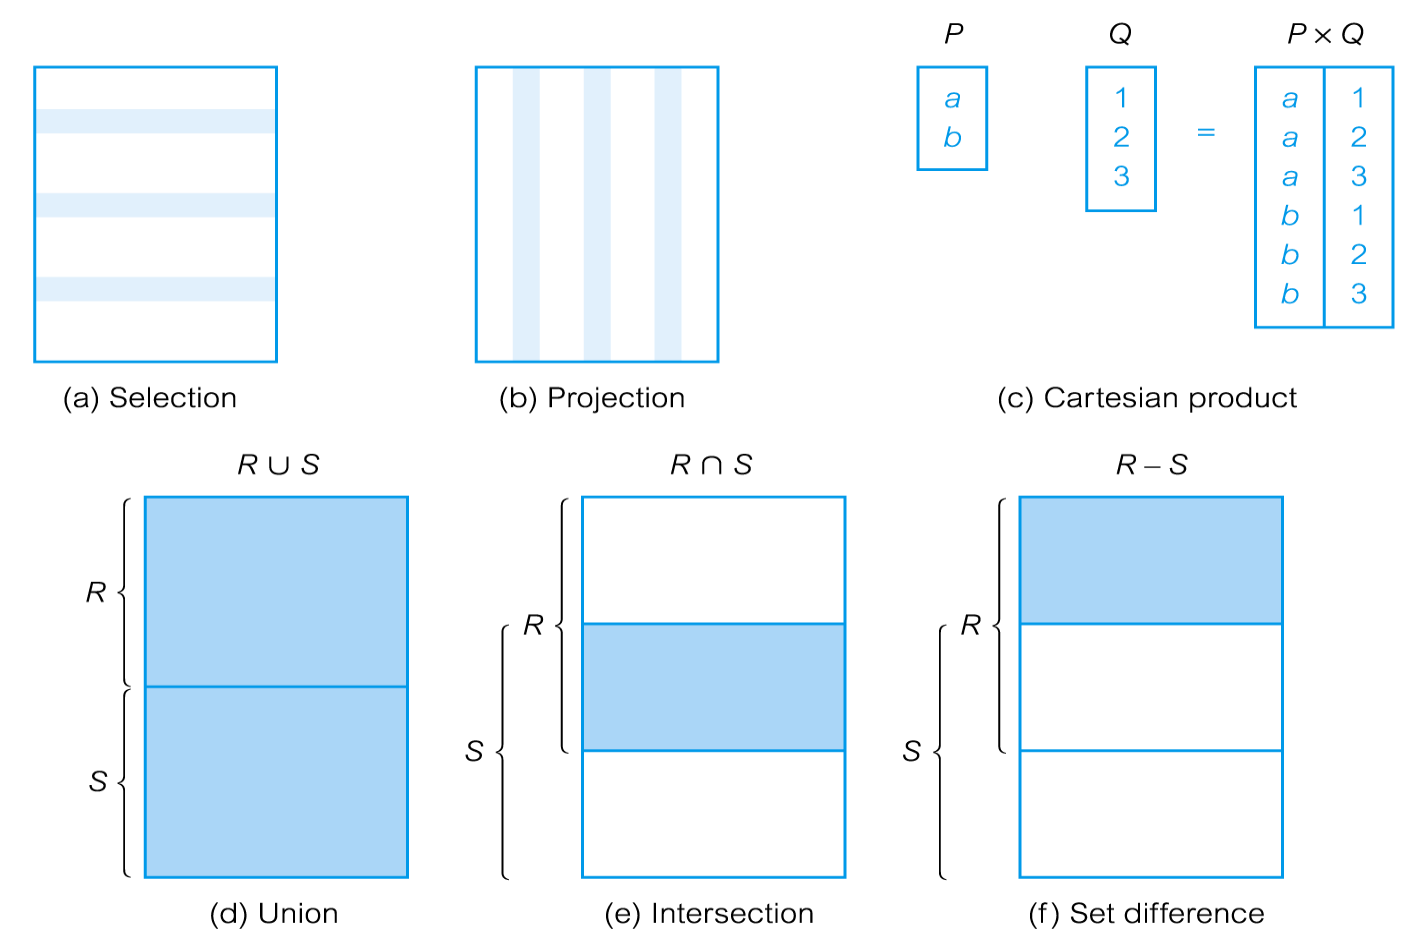 P Q P × Q
a 1 a 1
b 2 = a 2
3 a 3
b 1
b 2
b 3
(a) Selection (b) Projection (c) Cartesian product
R ∪ S R ∩ S R – S
R
S
R
S
R
S
(d) Union (e) Intersection (f) Set difference